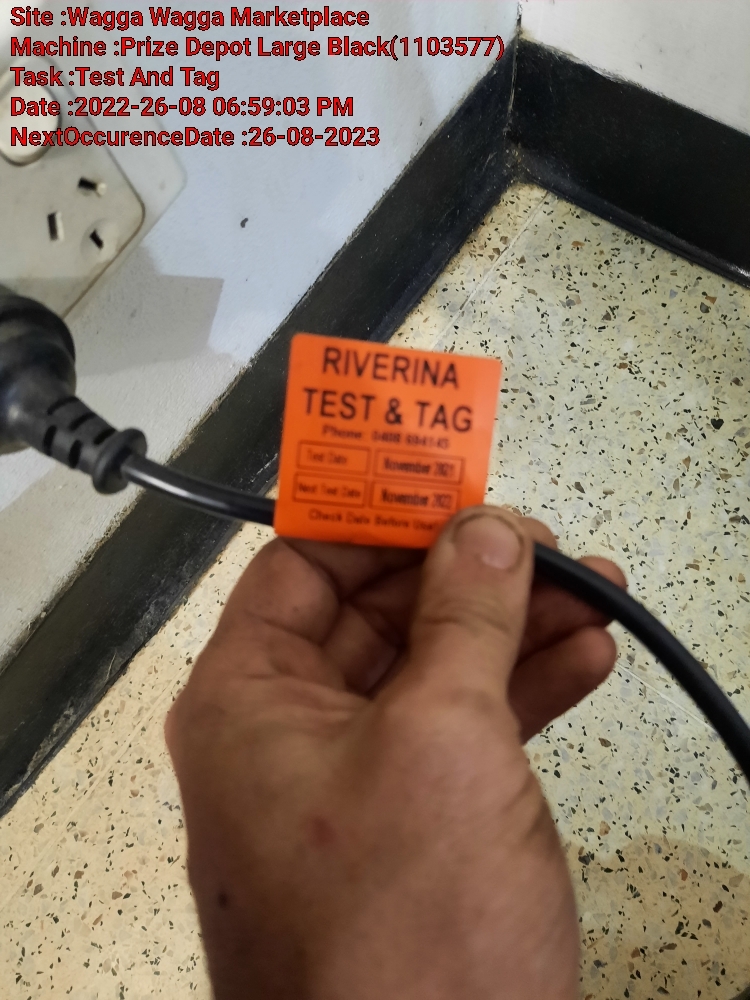 Site :Wagga Wagga Marketplace
Machine :Prize Depot Large Black(1103577)
Task :Test And Tag
Date :2022-26-08 06:59:03 PM
NextOccurenceDate :26-08-2023
RIVERINA
TEST & TAG
Phone:
Test Date November 2021
Next Test Date November 2022
Check Date Before Use